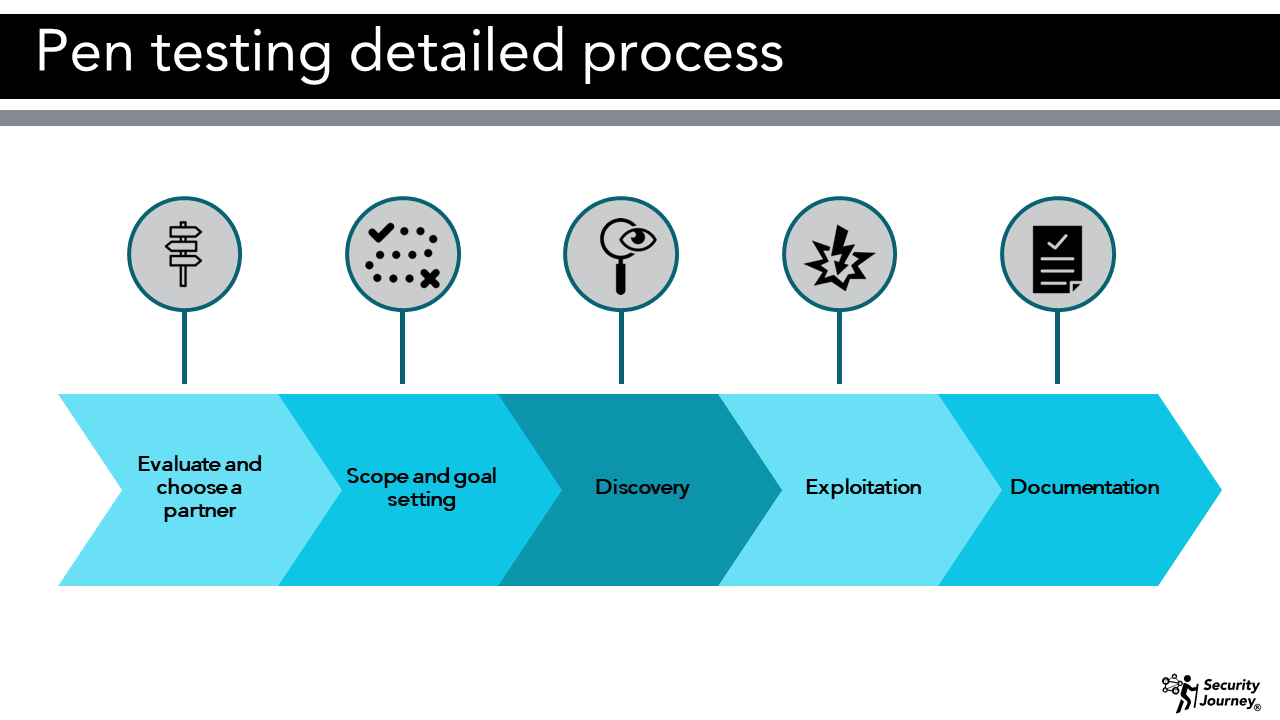 Pen testing detailed process
Evaluate and
choose a
partner
Scope and goal
setting
Discovery
Exploitation
Documentation
Security
Journey®